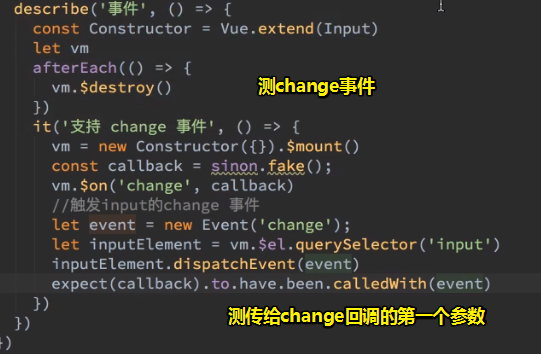 describe('事件', () => {
const Constructor = Vue.extend(Input)
let vm
afterEach(() => {
vm.$destroy()
})
测change事件
it('支持 change 事件', () => {
vm = new Constructor({}).$mount()
const callback = sinon.fake();
vm.$on('change', callback)
//触发input的change 事件
let event = new Event('change');
let inputElement = vm.$el.querySelector('input')
inputElement.dispatchEvent(event)
expect(callback).to.have.been.calledWith(event)
})
测传给change回调的第一个参数
})
})